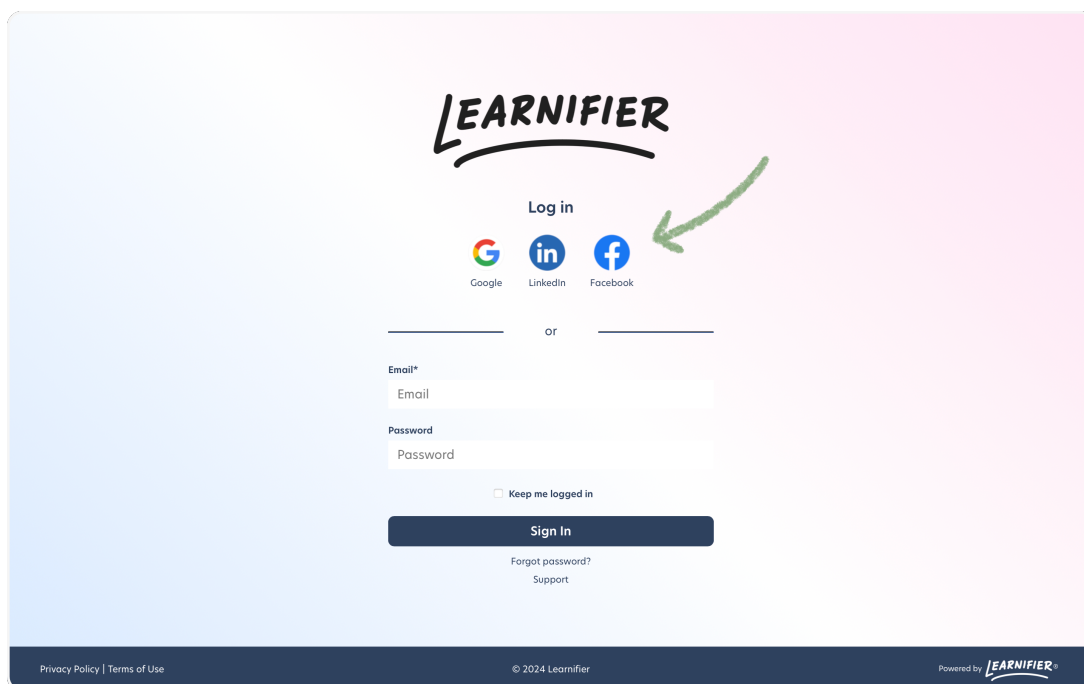 LEARNIFIER
Log in
Google LinkedIn Facebook
or
Email*
Email
Password
Password
Keep me logged in
Sign In
Forgot password?
Support
Privacy Policy | Terms of Use © 2024 Learnifier Powered by LEARNIFIER®